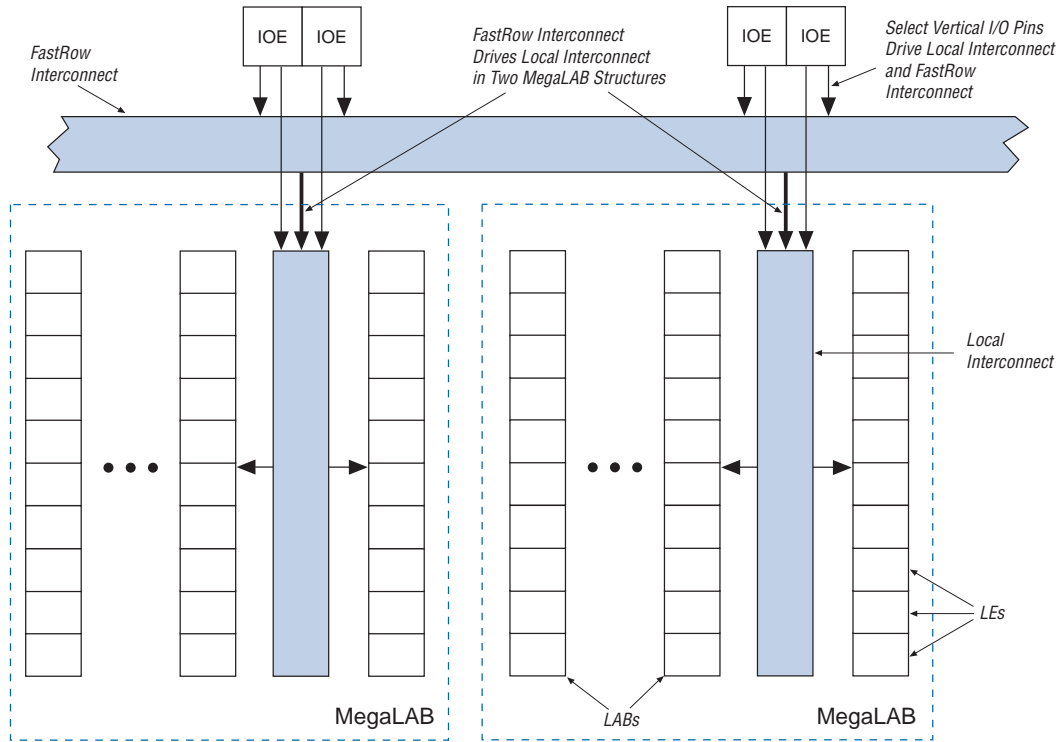 FastRow
Interconnect
IOE IOE
FastRow Interconnect
Drives Local Interconnect
in Two MegaLAB Structures
IOE IOE
Select Vertical I/O Pins
Drive Local Interconnect
and FastRow
Interconnect
Local
Interconnect
LEs
LABs
MegaLAB
MegaLAB